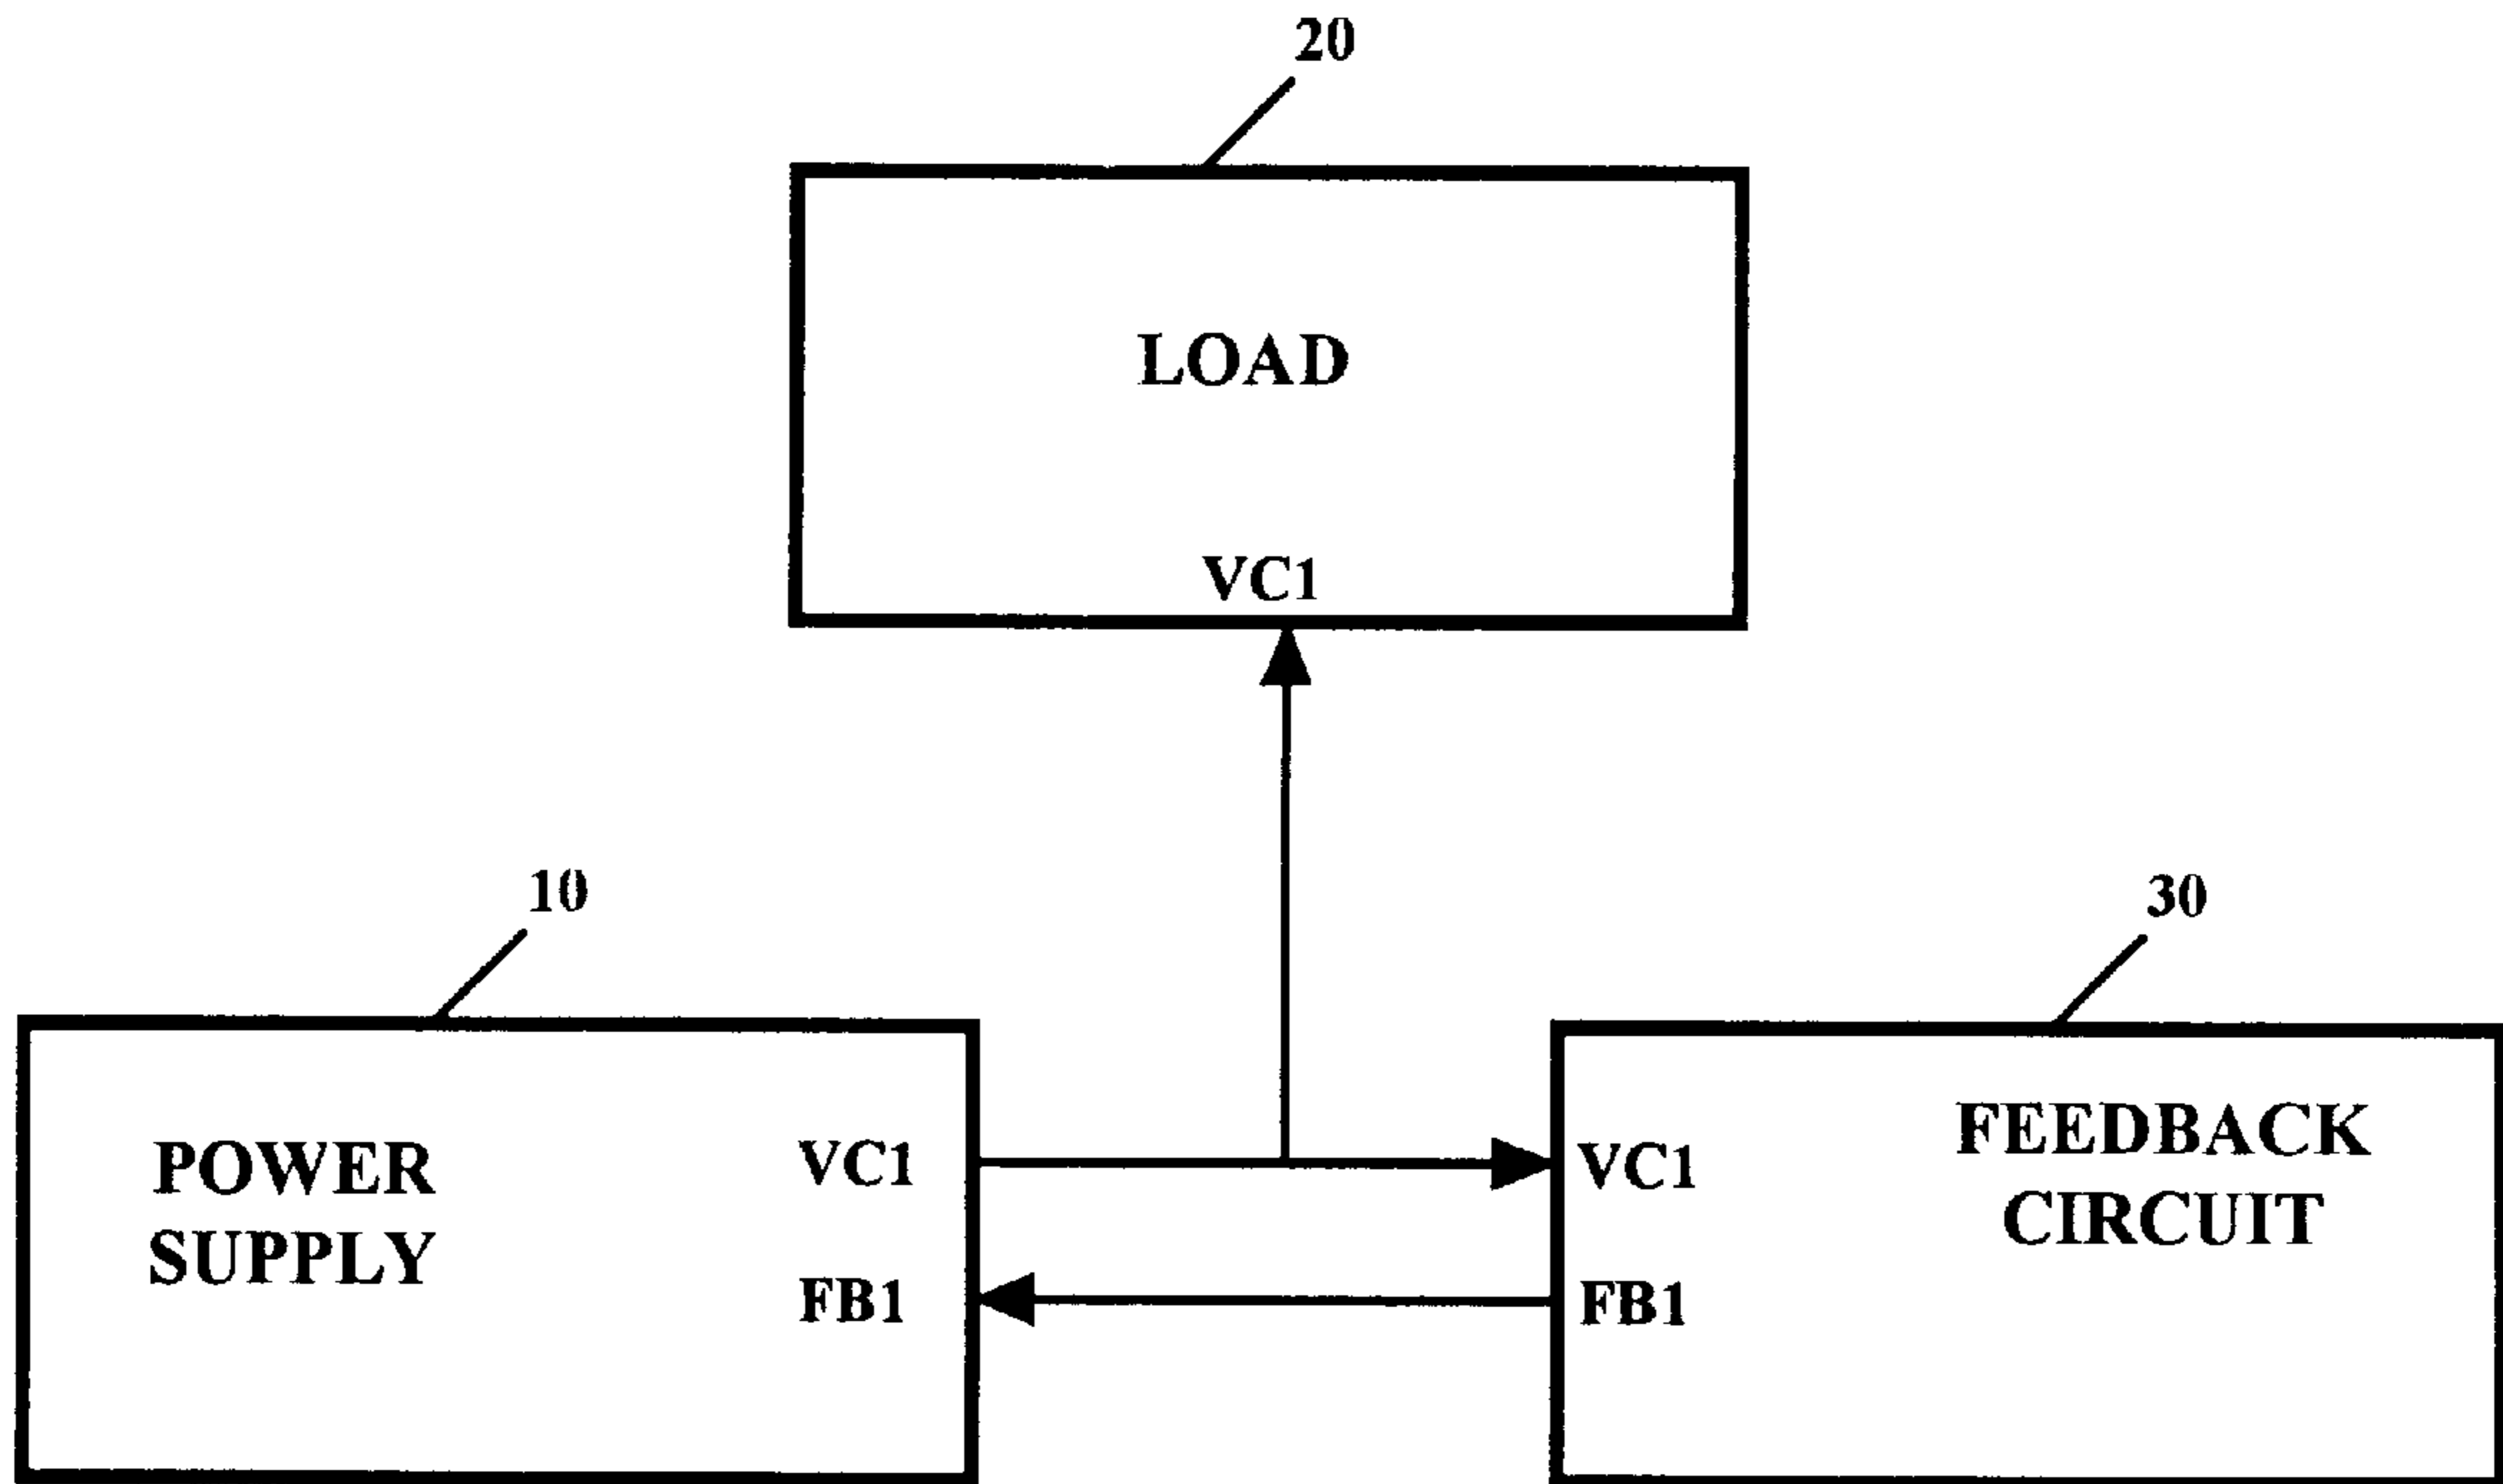 20
LOAD
VC1
10
30
POWER
SUPPLY
VC1
FB1
VC1
FB1
FEEDBACK
CIRCUIT